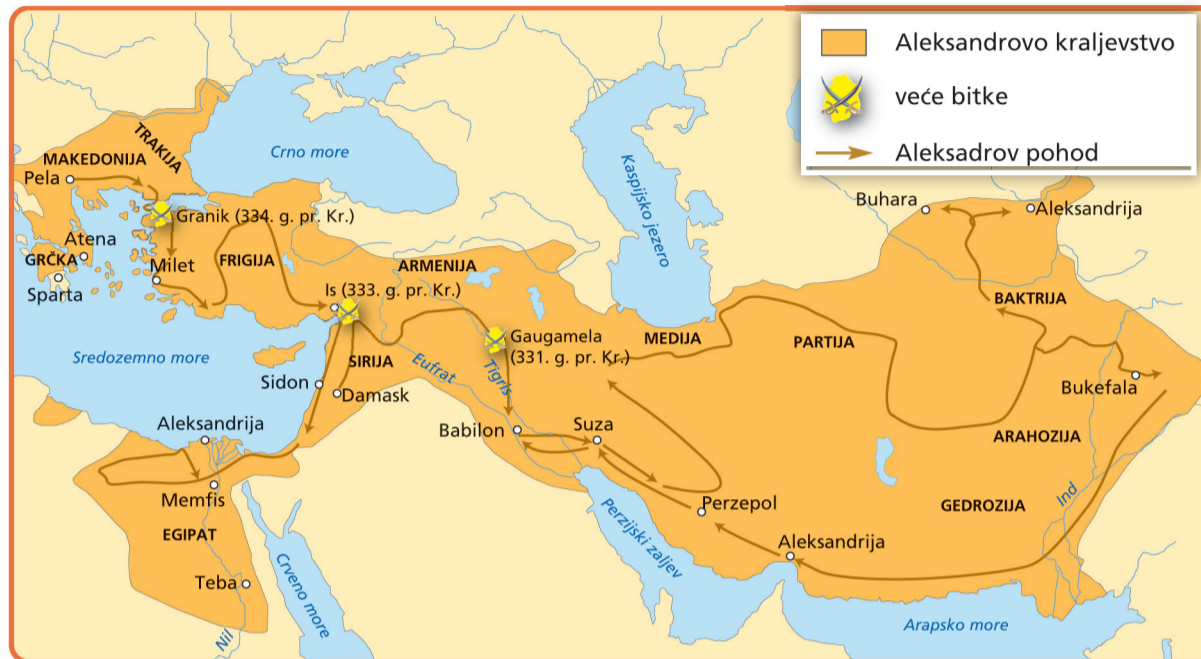 Aleksandrovo kraljevstvo
veće bitke
Aleksadrov pohod
TRAKIJA
MAKEDONIJA
Pela
Crno more
Kaspijsko jezero
Buhara
Aleksandrija
Granik (334. g. pr. Kr.)
Atena
GRČKA
Sparta
Milet
FRIGIJA
ARMENIJA
Is (333. g. pr. Kr.)
BAKTRIJA
Gaugamela
(331. g. pr. Kr.)
MEDIJA
PARTIJA
Sredozemno more
SIRIJA
Eufrat
Tigris
Sidon
Damask
Bukefala
Aleksandrija
Babilon
Suza
ARAHOZIJA
Memfis
Perzepol
GEDROZIJA
Ind
EGIPAT
Perzijski zaljev
Aleksandrija
Teba
Crveno more
Nil
Arapsko more